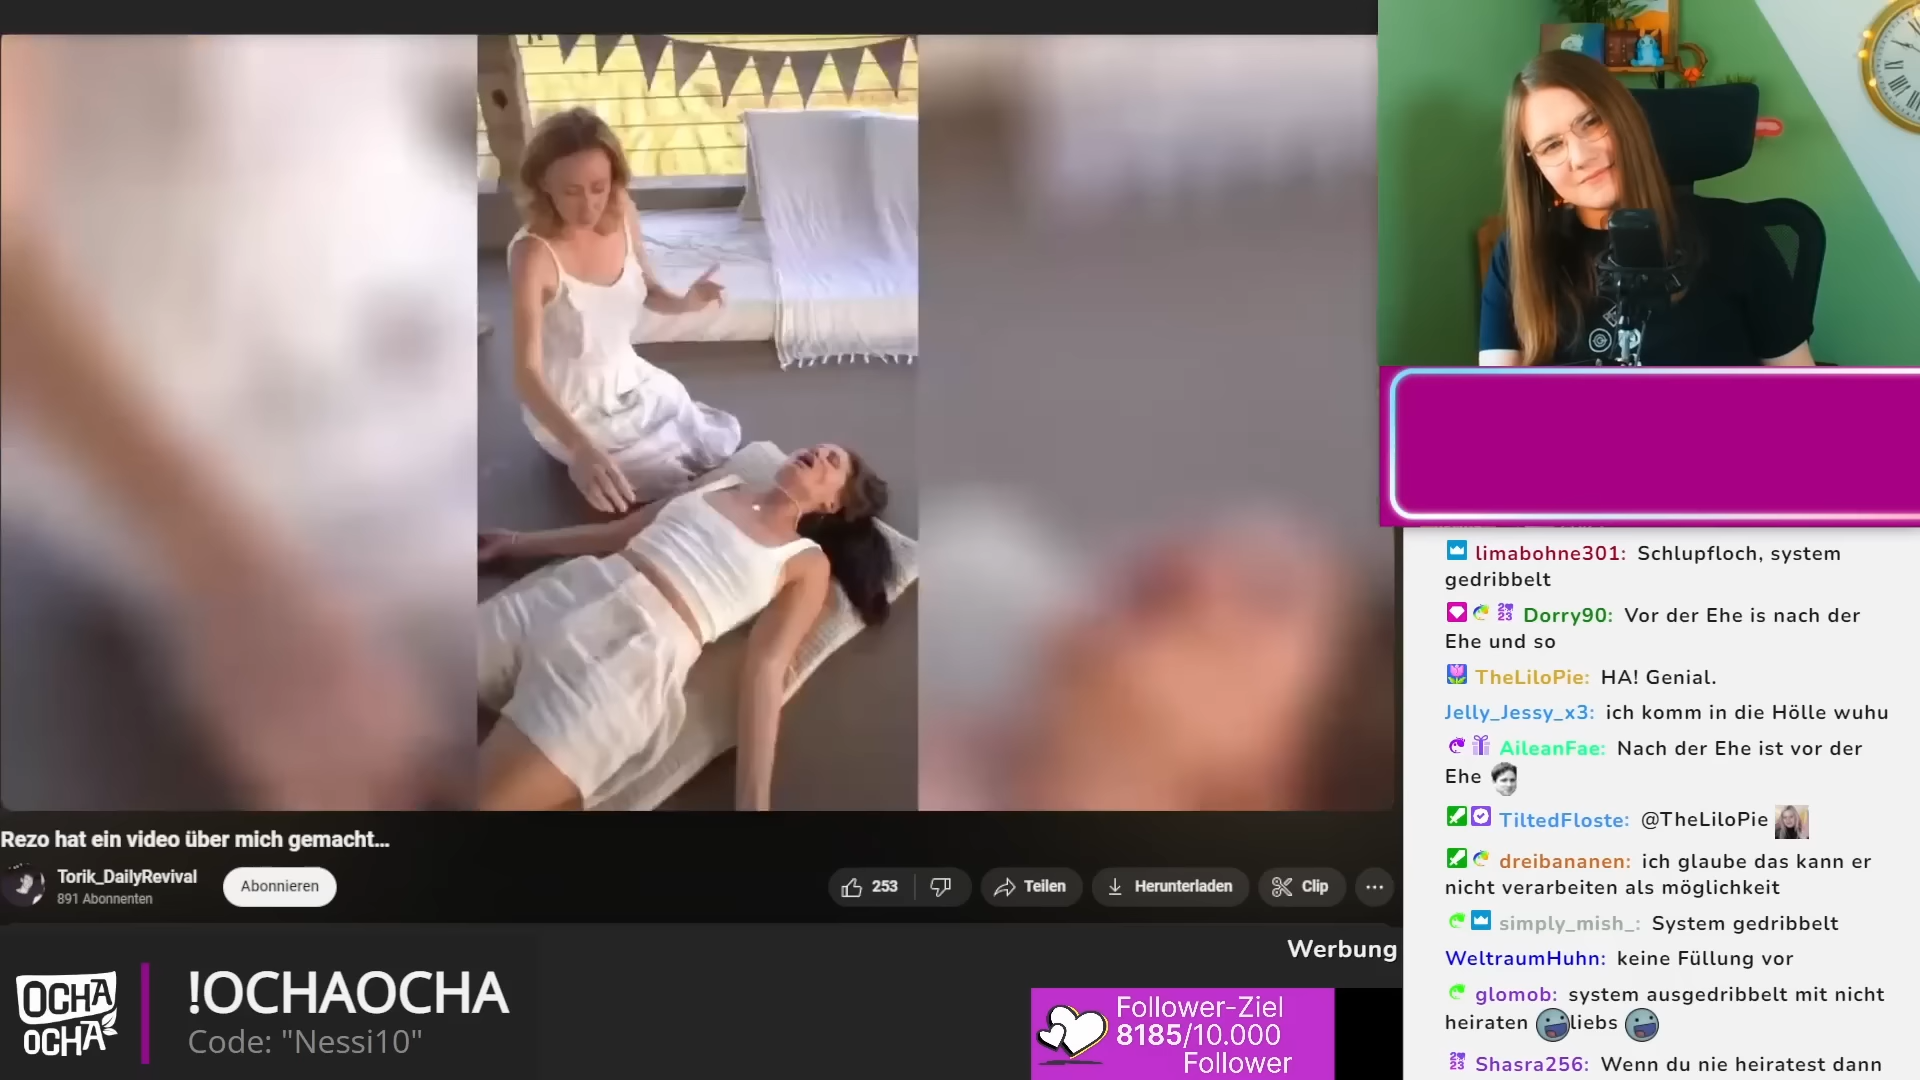 Rezo hat ein video über mich gemacht...
Torik_DailyRevival
891 Abonnenten
Abonnieren
253
Teilen
Herunterladen
Clip
Werbung
OCHA
OCHA
!OCHAOCHA
Code: "Nessi10"
Follower-Ziel
8185/10.000
Follower
limabohne301: Schlupfloch, system
gedribbelt
Dorry90: Vor der Ehe is nach der
Ehe und so
TheLiloPie: HA! Genial.
Jelly_Jessy_x3: ich komm in die Hölle wuhu
AileanFae: Nach der Ehe ist vor der
Ehe
TiltedFloste: @TheLiloPie
dreibananen: ich glaube das kann er
nicht verarbeiten als möglichkeit
simply_mish_: System gedribbelt
WeltraumHuhn: keine Füllung vor
glomob: system ausgedribbelt mit nicht
heiraten liebs
Shasra256: Wenn du nie heiratest dann